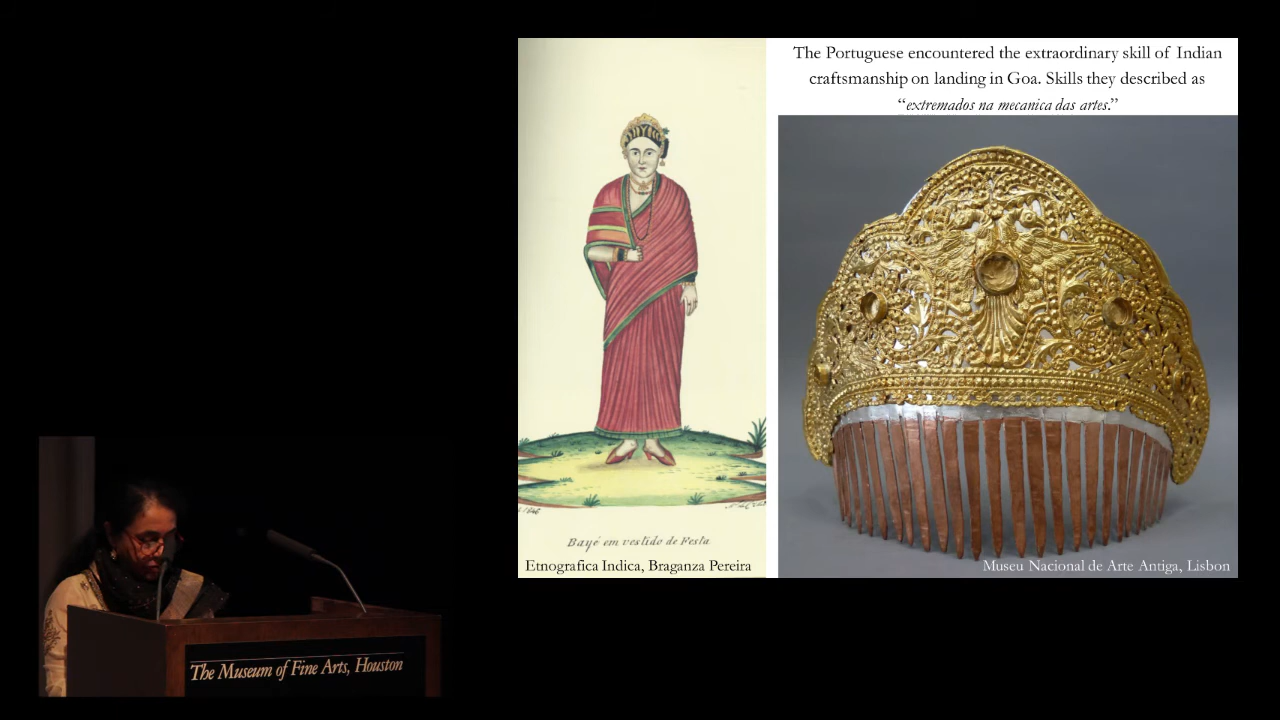 The Portuguese encountered the extraordinary skill of Indian
craftsmanship on landing in Goa. Skills they described as
“extremados na mecanica das artes.”
Bayé em vestido de Festa
Etnografica Indica, Braganza Pereira
Museu Nacional de Arte Antiga, Lisbon
The Museum of Fine Arts, Houston